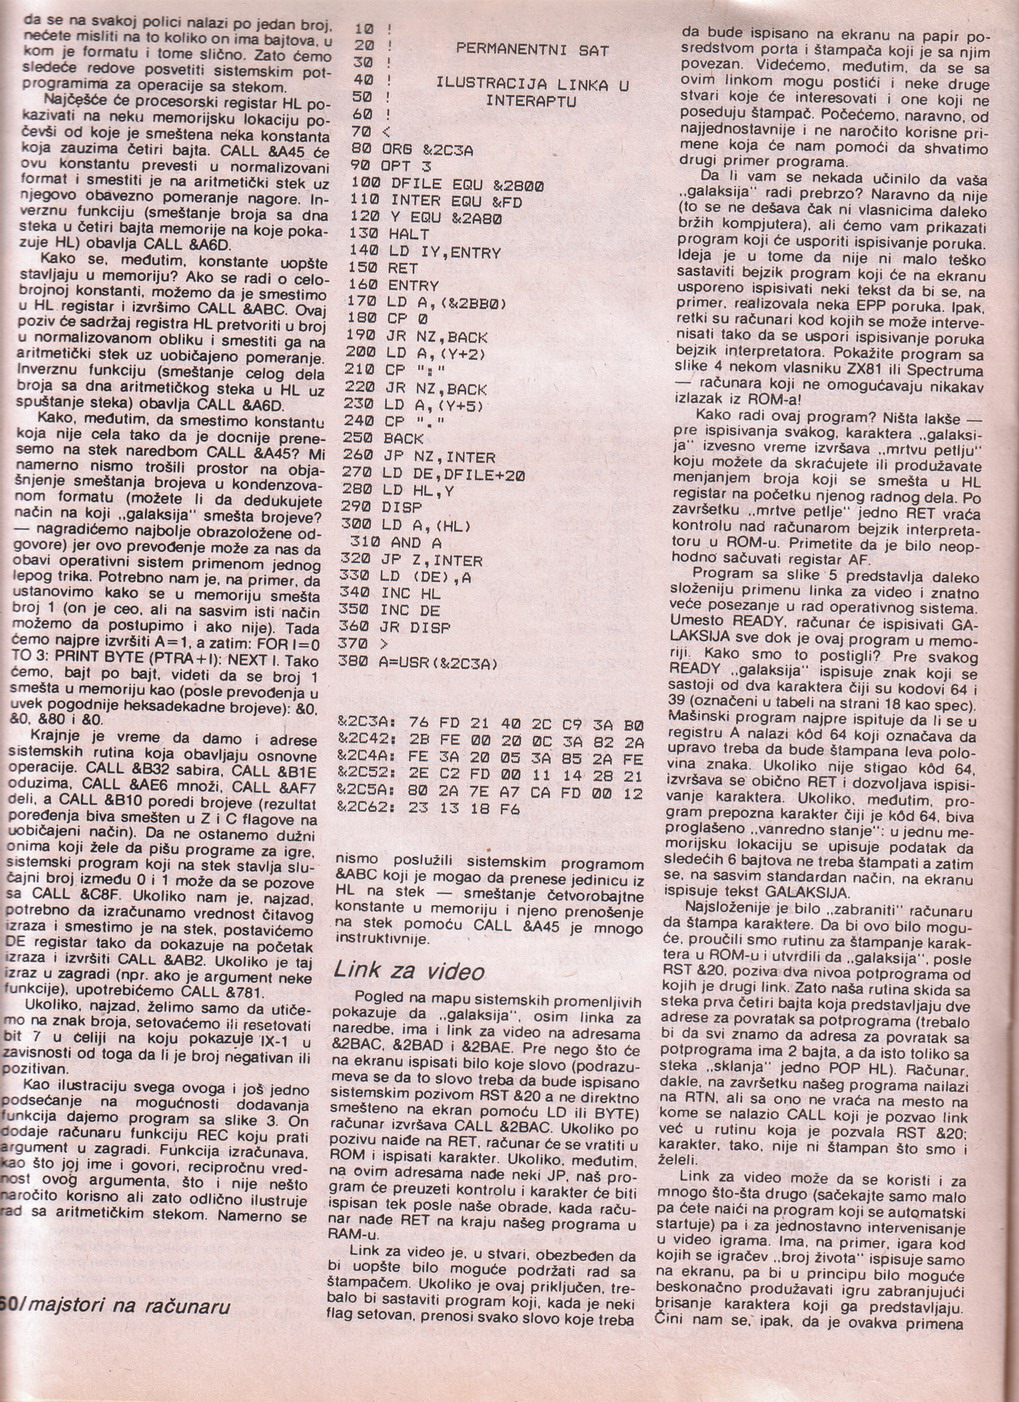 da se na svakoj polici nalazi po jedan broj,
nećete misliti na to koliko on ima bajtova, u
kom je formatu i tome slično. Zato ćemo
sledeće redove posvetiti sistemskim pot-
programima za operacije sa stekom.
Najčęšće će procesorski registar HL po-
kazivati na neku memorijsku lokaciju po-
čevši od koje je smeštena neka konstanta
koja zauzima četiri bajta. CALL &A45 će
ovu konstantu prevesti u normalizovani
format i smestiti je na aritmetički stek uz
njegovo obavezno pomeranje nagore. In-
verznu funkciju (smeštanje broja sa dna
steka u četiri bajta memorije na koje poka-
zuje HL) obavlja CALL &A6D.
Kako se, međutim, konstante uopšte
stavljaju u memoriju? Ako se radi o celo-
brojnoj konstanti, možemo da je smestimo
u HL registar i izvršimo CALL &ABC. Ovaj
poziv će sadržaj registra HL pretvoriti u broj
u normalizovanom obliku i smestiti ga na
aritmetički stek uz uobičajeno pomeranje.
Inverznu funkciju (smeštanje celog dela
broja sa dna aritmetičkog steka u HL uz
spuštanje steka) obavlja CALL &A6D.
Kako, međutim, da smestimo konstantu
koja nije cela tako da je docnije prene-
semo na stek naredbom CALL &A45? Mi
namerno nismo trošili prostor na obja-
šnjenje smeštanja brojeva u kondenzova-
nom formatu (možete li da dedukujete
način na koji „galaksija" smešta brojeve?
— nagradićemo najbolje obrazložene od-
govore) jer ovo prevođenje može za nas da
obavi operativni sistem primenom jednog
lepog trika. Potrebno nam je, na primer, da
ustanovimo kako se u memoriju smešta
broj 1 (on je ceo, ali na sasvim isti način
možemo da postupimo i ako nije). Tada
ćemo najpre izvršiti A=1, a zatim: FOR I=0
TO 3: PRINT BYTE (PTRA+I): NEXT I. Tako
ćemo, bajt po bajt, videti da se broj 1
smešta u memoriju kao (posle prevođenja u
uvek pogodnije heksadekadne brojeve): &0,
&0, &80 i &0.
Krajnje je vreme da damo i adrese
sistemskih rutina koja obavljaju osnovne
operacije. CALL &B32 sabira, CALL &B1E
oduzima, CALL &AE6 množi, CALL &AF7
deli, a CALL &B10 poredi brojeve (rezultat
poređenja biva smešten u Z i C flagove na
uobičajeni način). Da ne ostanemo dužni
onima koji žele da pišu programe za igre,
sistemski program koji na stek stavlja slu-
čajni broj između 0 i 1 može da se pozove
sa CALL &C8F. Ukoliko nam je, najzad,
potrebno da izračunamo vrednost čitavog
izraza i smestimo je na stek, postavićemo
DE registar tako da pokazuje na početak
izraza i izvršiti CALL &AB2. Ukoliko je taj
izraz u zagradi (npr. ako je argument neke
funkcije), upotrebićemo CALL &781.
Ukoliko, najzad, želimo samo da utiče-
mo na znak broja, setovaćemo ili resetovati
bit 7 u ćeliji na koju pokazuje IX-1 u
zavisnosti od toga da li je broj negativan ili
pozitivan.
Kao ilustraciju svega ovoga i još jedno
podsećanje na mogućnosti dodavanja
funkcija dajemo program sa slike 3. On
dodaje računaru funkciju REC koju prati
argument u zagradi. Funkcija izračunava,
kao što joj ime i govori, recipročnu vred-
nost ovog argumenta, što i nije nešto
naročito korisno ali zato odlično ilustruje
rad sa aritmetičkim stekom. Namerno se
10 !
20 ! PERMANENTNI SAT
30 !
40 ! ILUSTRACIJA LINKA U
50 ! INTERAPTU
60 !
70 <
80 ORG &2C3A
90 OPT 3
100 DFILE EQU &2800
110 INTER EQU &FD
120 Y EQU &2A80
130 HALT
140 LD IY,ENTRY
150 RET
160 ENTRY
170 LD A,(&2BB0)
180 CP 0
190 JR NZ,BACK
200 LD A,(Y+2)
210 CP ":"
220 JR NZ,BACK
230 LD A,(Y+5)
240 CP "."
250 BACK
260 JP NZ,INTER
270 LD DE,DFILE+20
280 LD HL,Y
290 DISP
300 LD A,(HL)
310 AND A
320 JP Z,INTER
330 LD (DE),A
340 INC HL
350 INC DE
360 JR DISP
370 >
380 A=USR(&2C3A)
&2C3A: 76 FD 21 40 2C C9 3A B0
&2C42: 2B FE 00 20 0C 3A 82 2A
&2C4A: FE 3A 20 05 3A 85 2A FE
&2C52: 2E C2 FD 00 11 14 28 21
&2C5A: 80 2A 7E A7 CA FD 00 12
&2C62: 23 13 18 F6
nismo poslužili sistemskim programom
&ABC koji je mogao da prenese jedinicu iz
HL na stek — smeštanje četvorobajtne
konstante u memoriju i njeno prenošenje
na stek pomoću CALL &A45 je mnogo
instruktivnije.
Link za video
Pogled na mapu sistemskih promenljivih
pokazuje da „galaksija", osim linka za
naredbe, ima i link za video na adresama
&2BAC, &2BAD i &2BAE. Pre nego što će
na ekranu ispisati bilo koje slovo (podrazu-
meva se da to slovo treba da bude ispisano
sistemskim pozivom RST &20 a ne direktno
smešteno na ekran pomoću LD ili BYTE)
računar izvršava CALL &2BAC. Ukoliko po
pozivu naiđe na RET, računar će se vratiti u
ROM i ispisati karakter. Ukoliko, međutim,
na ovim adresama nađe neki JP, naš pro-
gram će preuzeti kontrolu i karakter će biti
ispisan tek posle naše obrade, kada raču-
nar nađe RET na kraju našeg programa u
RAM-u.
Link za video je, u stvari, obezbeđen da
bi uopšte bilo moguće podržati rad sa
štampačem. Ukoliko je ovaj priključen, tre-
balo bi sastaviti program koji, kada je neki
flag setovan, prenosi svako slovo koje treba
da bude ispisano na ekranu na papir po-
sredstvom porta i štampača koji je sa njim
povezan. Videćemo, međutim, da se sa
ovim linkom mogu postići i neke druge
stvari koje će interesovati i one koji ne
poseduju štampač. Počećemo, naravno, od
najjednostavnije i ne naročito korisne pri-
mene koja će nam pomoći da shvatimo
drugi primer programa.
Da li vam se nekada učinilo da vaša
„galaksija" radi prebrzo? Naravno da nije
(to se ne dešava čak ni vlasnicima daleko
bržih kompjutera), ali ćemo vam prikazati
program koji će usporiti ispisivanje poruka.
Ideja je u tome da nije ni malo teško
sastaviti bejzik program koji će na ekranu
usporeno ispisivati neki tekst da bi se, na
primer, realizovala neka EPP poruka. Ipak,
retki su računari kod kojih se može interve-
nisati tako da se uspori ispisivanje poruka
bejzik interpretatora. Pokažite program sa
slike 4 nekom vlasniku ZX81 ili Spectruma
— računara koji ne omogućavaju nikakav
izlazak iz ROM-a!
Kako radi ovaj program? Ništa lakše —
pre ispisivanja svakog, karaktera „galaksi-
ja" izvesno vreme izvršava „mrtvu petlju"
koju možete da skraćujete ili produžavate
menjanjem broja koji se smešta u HL
registar na početku njenog radnog dela. Po
završetku „mrtve petlje" jedno RET vraća
kontrolu nad računarom bejzik interpreta-
toru u ROM-u. Primetite da je bilo neop-
hodno sačuvati registar AF.
Program sa slike 5 predstavlja daleko
složeniju primenu linka za video i znatno
veće posezanje u rad operativnog sistema.
Umesto READY, računar će ispisivati GA-
LAKSIJA sve dok je ovaj program u memo-
riji. Kako smo to postigli? Pre svakog
READY „galaksija" ispisuje znak koji se
sastoji od dva karaktera čiji su kodovi 64 i
39 (označeni u tabeli na strani 18 kao spec).
Mašinski program najpre ispituje da li se u
registru A nalazi kôd 64 koji označava da
upravo treba da bude štampana leva polo-
vina znaka. Ukoliko nije stigao kôd 64,
izvršava se obično RET i dozvoljava ispisi-
vanje karaktera. Ukoliko, međutim, pro-
gram prepozna karakter čiji je kôd 64, biva
proglašeno „vanredno stanje": u jednu me-
morijsku lokaciju se upisuje podatak da
sledećih 6 bajtova ne treba štampati a zatim
se, na sasvim standardan način, na ekranu
ispisuje tekst GALAKSIJA.
Najsloženije je bilo „zabraniti" računaru
da štampa karaktere. Da bi ovo bilo mogu-
će, proučili smo rutinu za štampanje karak-
tera u ROM-u i utvrdili da „galaksija", posle
RST &20, poziva dva nivoa potprograma od
kojih je drugi link. Zato naša rutina skida sa
steka prva četiri bajta koja predstavljaju dve
adrese za povratak sa potprograma (trebalo
bi da svi znamo da adresa za povratak sa
potprograma ima 2 bajta, a da isto toliko sa
steka „sklanja" jedno POP HL). Računar,
dakle, na završetku našeg programa nailazi
na RTN, ali sa ono ne vraća na mesto na
kome se nalazio CALL koji je pozvao link
već u rutinu koja je pozvala RST &20;
karakter, tako, nije ni štampan što smo i
želeli.
Link za video može da se koristi i za
mnogo što-šta drugo (sačekajte samo malo
pa ćete naići na program koji se automatski
startuje) pa i za jednostavno intervenisanje
u video igrama. Ima, na primer, igara kod
kojih se igračev „broj života" ispisuje samo
na ekranu, pa bi u principu bilo moguće
beskonačno produžavati igru zabranjujući
brisanje karaktera koji ga predstavljaju.
Čini nam se, ipak, da je ovakva primena
60/majstori na računaru